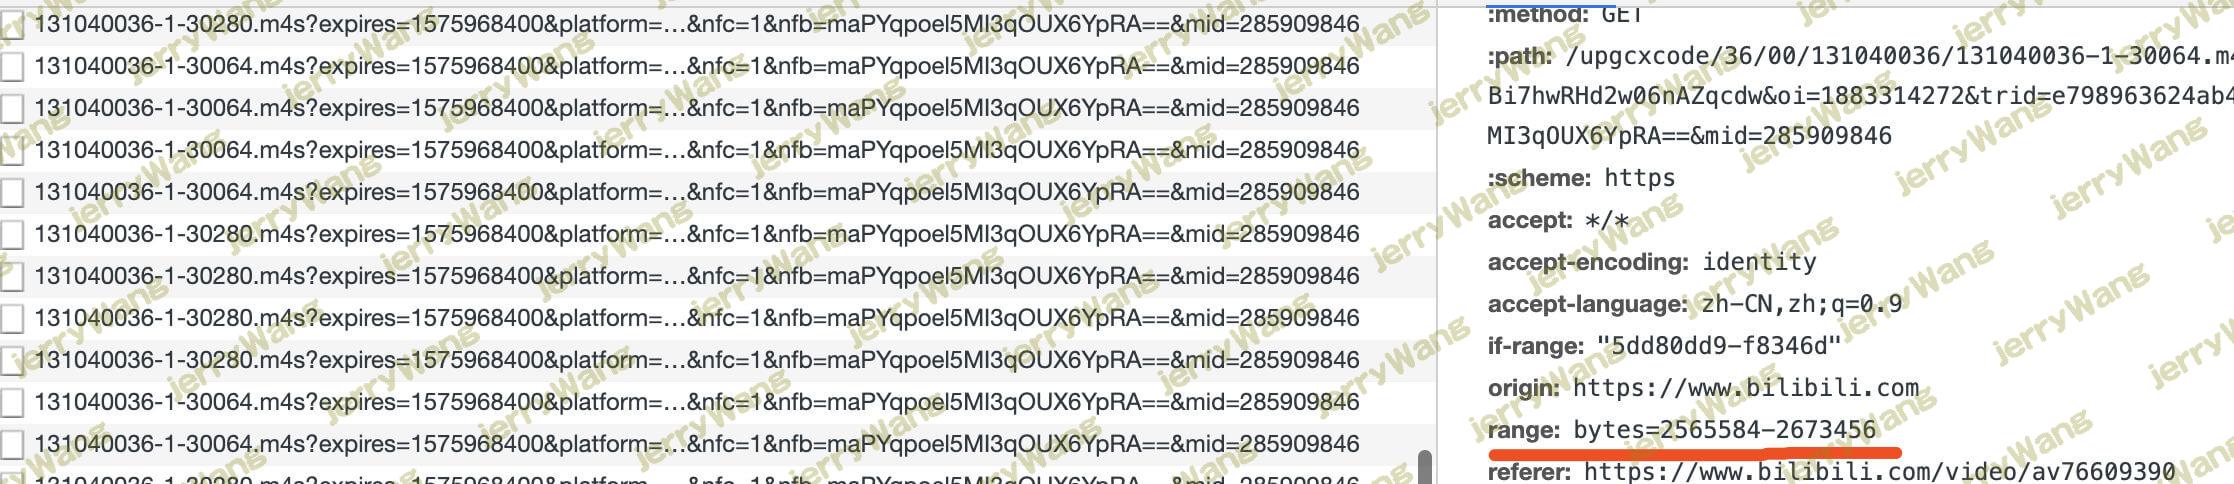 131040036-1-30280.m4s?expires=1575968400&platform=...&nfc=1&nfb=maPYqpoel5MI3qOUX6YpRA==&mid=285909846
131040036-1-30064.m4s?expires=1575968400&platform=...&nfc=1&nfb=maPYqpoel5MI3qOUX6YpRA==&mid=285909846
131040036-1-30064.m4s?expires=1575968400&platform=...&nfc=1&nfb=maPYqpoel5MI3qOUX6YpRA==&mid=285909846
131040036-1-30064.m4s?expires=1575968400&platform=...&nfc=1&nfb=maPYqpoel5MI3qOUX6YpRA==&mid=285909846
131040036-1-30064.m4s?expires=1575968400&platform=...&nfc=1&nfb=maPYqpoel5MI3qOUX6YpRA==&mid=285909846
131040036-1-30280.m4s?expires=1575968400&platform=...&nfc=1&nfb=maPYqpoel5MI3qOUX6YpRA==&mid=285909846
131040036-1-30280.m4s?expires=1575968400&platform=...&nfc=1&nfb=maPYqpoel5MI3qOUX6YpRA==&mid=285909846
131040036-1-30280.m4s?expires=1575968400&platform=...&nfc=1&nfb=maPYqpoel5MI3qOUX6YpRA==&mid=285909846
131040036-1-30280.m4s?expires=1575968400&platform=...&nfc=1&nfb=maPYqpoel5MI3qOUX6YpRA==&mid=285909846
131040036-1-30064.m4s?expires=1575968400&platform=...&nfc=1&nfb=maPYqpoel5MI3qOUX6YpRA==&mid=285909846
131040036-1-30064.m4s?expires=1575968400&platform=...&nfc=1&nfb=maPYqpoel5MI3qOUX6YpRA==&mid=285909846
:method: GET
:path: /upgcxcode/36/00/131040036/131040036-1-30064.m4
Bi7hwRHd2w06nAZqcdw&oi=1883314272&trid=e798963624ab4
MI3qOUX6YpRA==&mid=285909846
:scheme: https
accept: */*
accept-encoding: identity
accept-language: zh-CN,zh;q=0.9
if-range: "5dd80dd9-f8346d"
origin: https://www.bilibili.com
range: bytes=2565584-2673456
referer: https://www.bilibili.com/video/av76609390
jerryWang